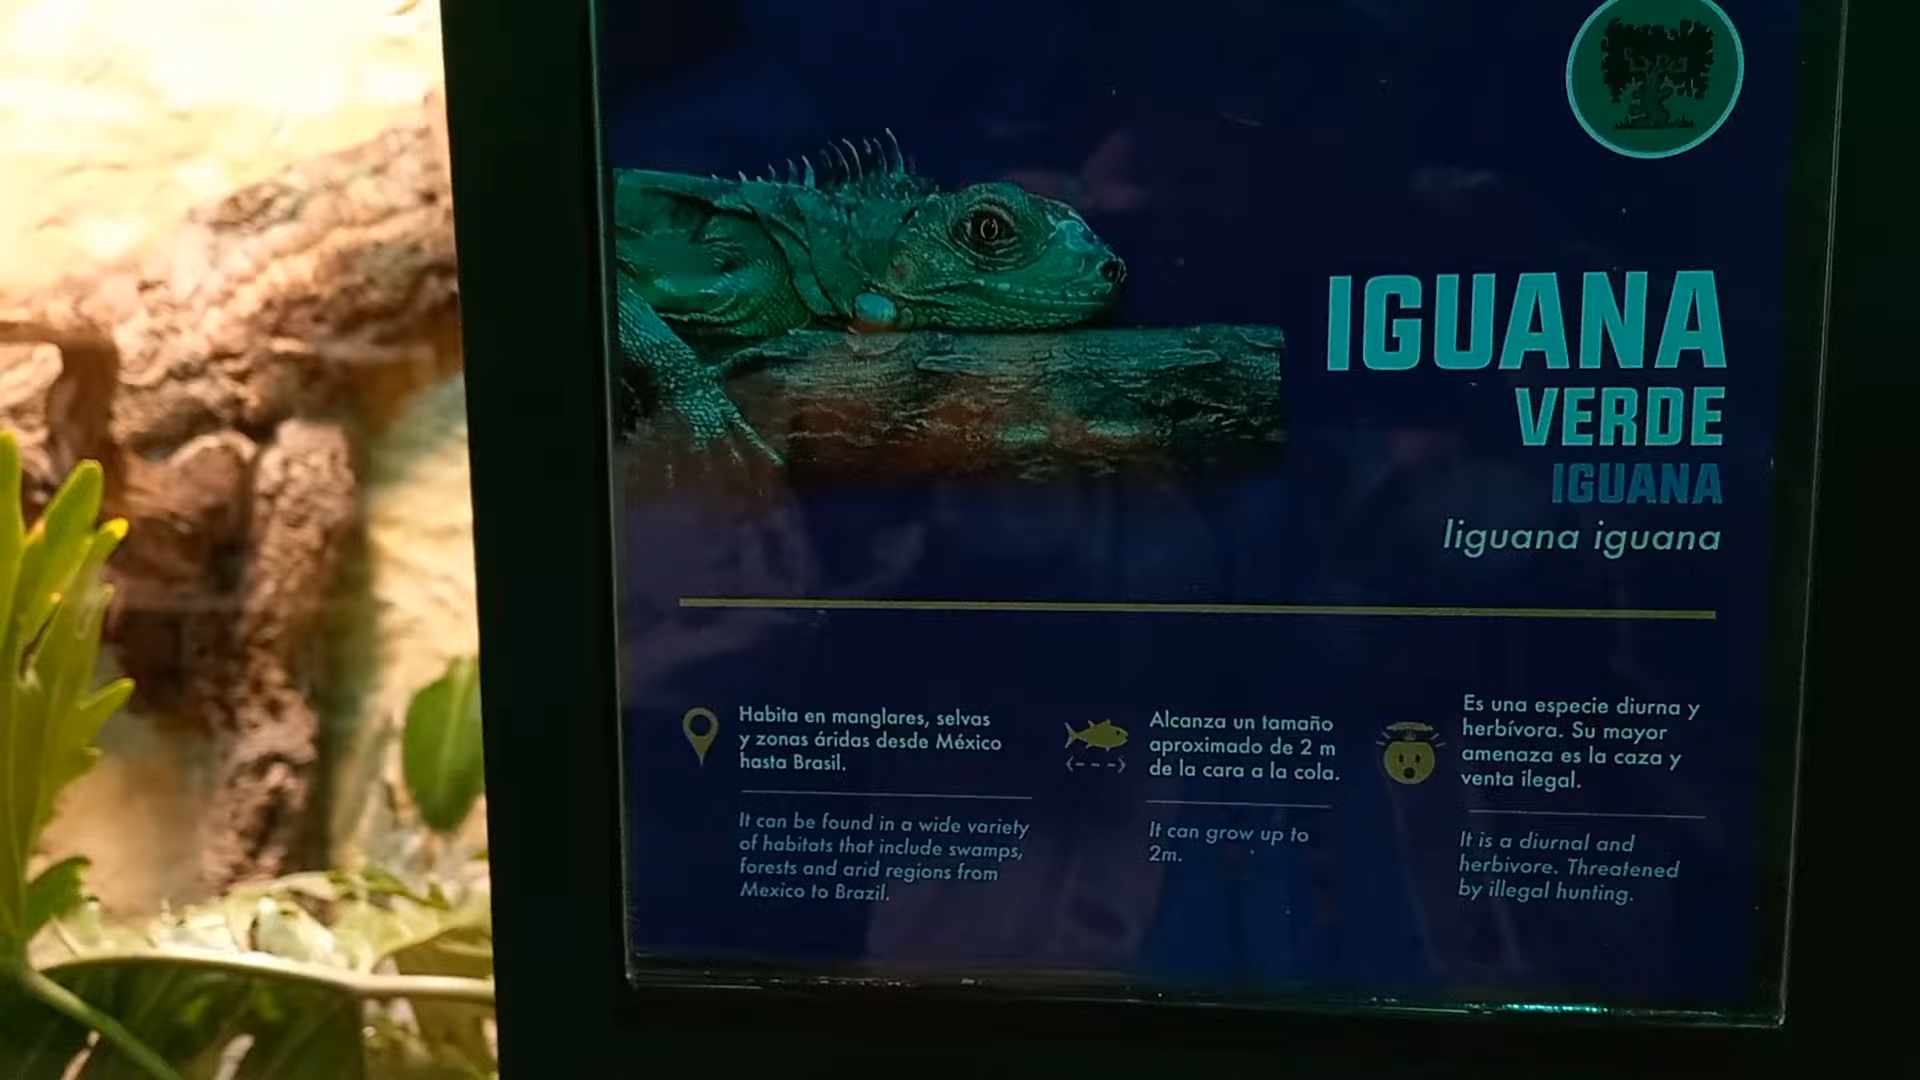 IGUANA
VERDE
IGUANA
Iiguana iguana
Habita en manglares, selvas
y zonas áridas desde México
hasta Brasil.
It can be found in a wide variety
of habitats that include swamps,
forests and arid regions from
Mexico to Brazil.
Alcanza un tamaño
aproximado de 2 m
de la cara a la cola.
It can grow up to
2m.
Es una especie diurna y
herbívora. Su mayor
amenaza es la caza y
venta ilegal.
It is a diurnal and
herbivore. Threatened
by illegal hunting.